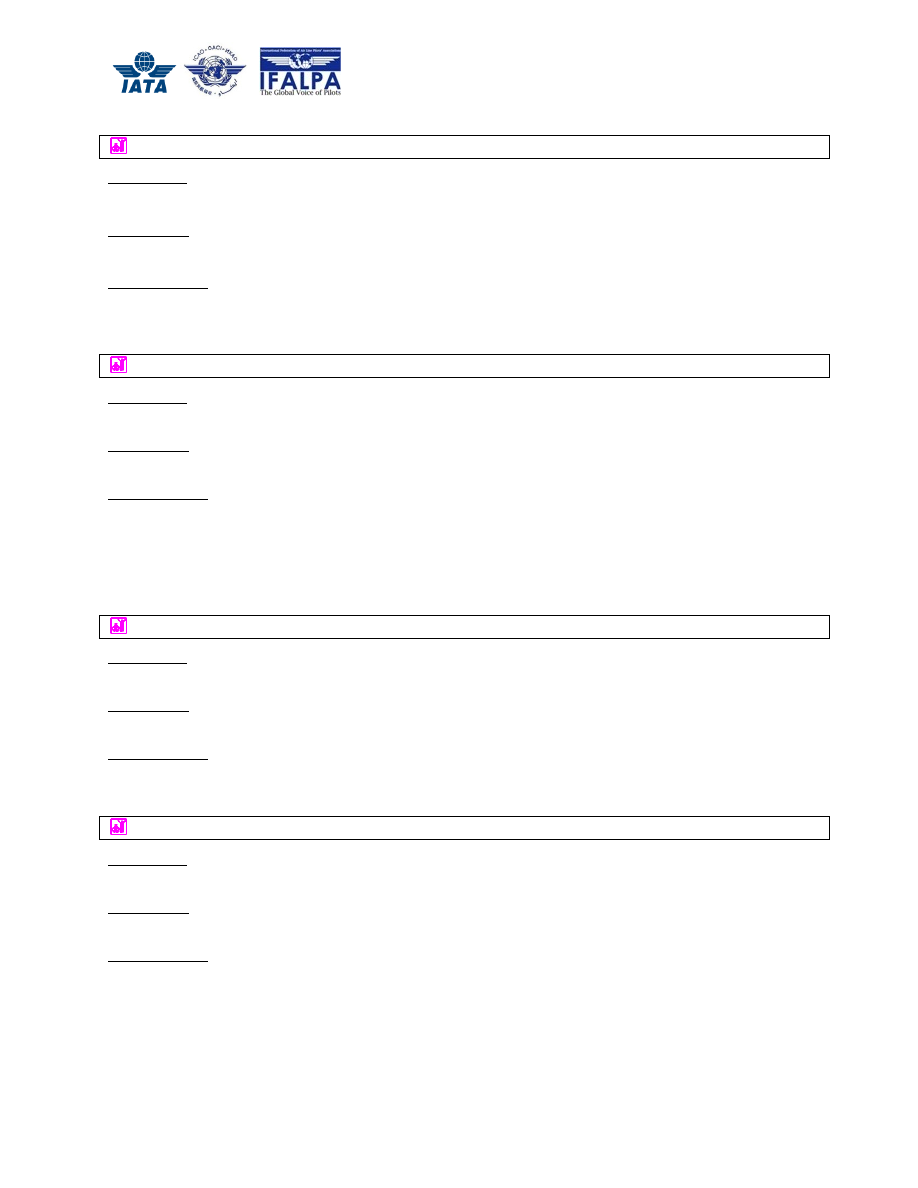 International Federation of Air Line Pilots' Associations
IATA
ICAO · OACI · ИКАО
IFALPA
The Global Voice of Pilots